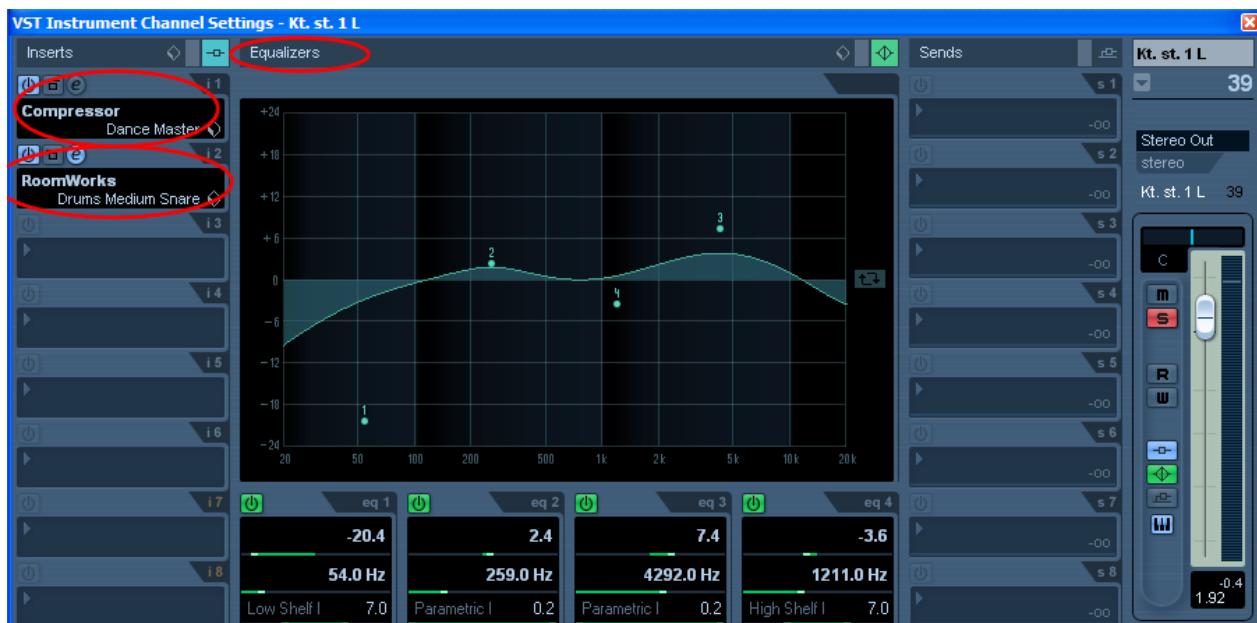 VST Instrument Channel Settings - Kt. st. 1 L
Inserts
Equalizers
Sends
Kt. st. 1 L
39
e
i 1
Compressor
Dance Master
e
i 2
RoomWorks
Drums Medium Snare
i 3
i 4
i 5
i 6
i 7
i 8
+24
+18
+12
+6
0
-6
-12
-18
-24
1
2
3
4
20 50 100 200 500 1k 2k 5k 10k 20k
eq 1 eq 2 eq 3 eq 4
-20.4 2.4 7.4 -3.6
54.0 Hz 259.0 Hz 4292.0 Hz 1211.0 Hz
Low Shelf I 7.0 Parametric I 0.2 Parametric I 0.2 High Shelf I 7.0
s 1
-oo
s 2
-oo
s 3
-oo
s 4
-oo
s 5
-oo
s 6
-oo
s 7
-oo
s 8
-oo
Stereo Out
stereo
Kt. st. 1 L 39
C
m
S
R
W
-0.4
1.92